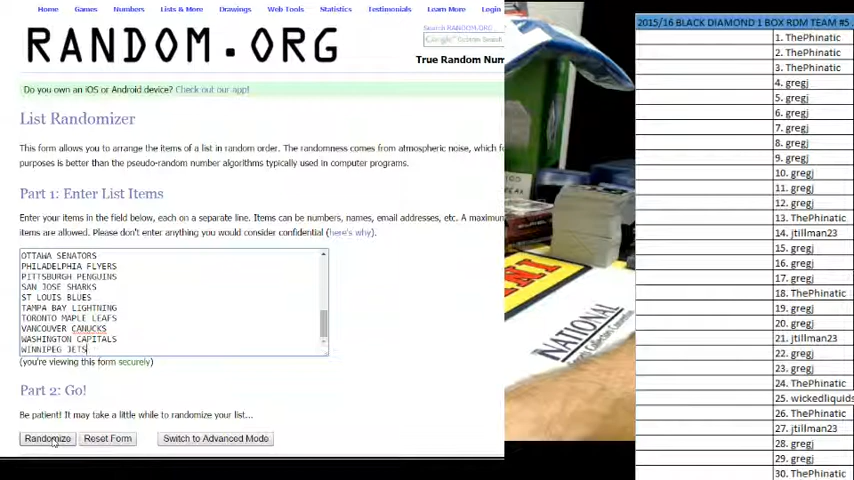 Home Games Numbers Lists & More Drawings Web Tools Statistics Testimonials Learn More Login
RANDOM.ORG
Search RANDOM.ORG
Google Custom Search
True Random Num
Do you own an iOS or Android device? Check out our app!
List Randomizer
This form allows you to arrange the items of a list in random order. The randomness comes from atmospheric noise, which fo
purposes is better than the pseudo-random number algorithms typically used in computer programs.
Part 1: Enter List Items
Enter your items in the field below, each on a separate line. Items can be numbers, names, email addresses, etc. A maximum
items are allowed. Please don't enter anything you would consider confidential (here's why).
OTTAWA SENATORS
PHILADELPHIA FLYERS
PITTSBURGH PENGUINS
SAN JOSE SHARKS
ST LOUIS BLUES
TAMPA BAY LIGHTNING
TORONTO MAPLE LEAFS
VANCOUVER CANUCKS
WASHINGTON CAPITALS
WINNIPEG JETS
(you're viewing this form securely)
Part 2: Go!
Be patient! It may take a little while to randomize your list...
Randomize Reset Form Switch to Advanced Mode
NATIONAL
2015/16 BLACK DIAMOND 1 BOX RDM TEAM #5
1. ThePhinatic
2. ThePhinatic
3. ThePhinatic
4. gregj
5. gregj
6. gregj
7. gregj
8. gregj
9. gregj
10. gregj
11. gregj
12. gregj
13. ThePhinatic
14. jtillman23
15. gregj
16. gregj
17. gregj
18. ThePhinatic
19. gregj
20. gregj
21. jtillman23
22. gregj
23. gregj
24. ThePhinatic
25. wickedliquids
26. ThePhinatic
27. jtillman23
28. gregj
29. gregj
30. ThePhinatic